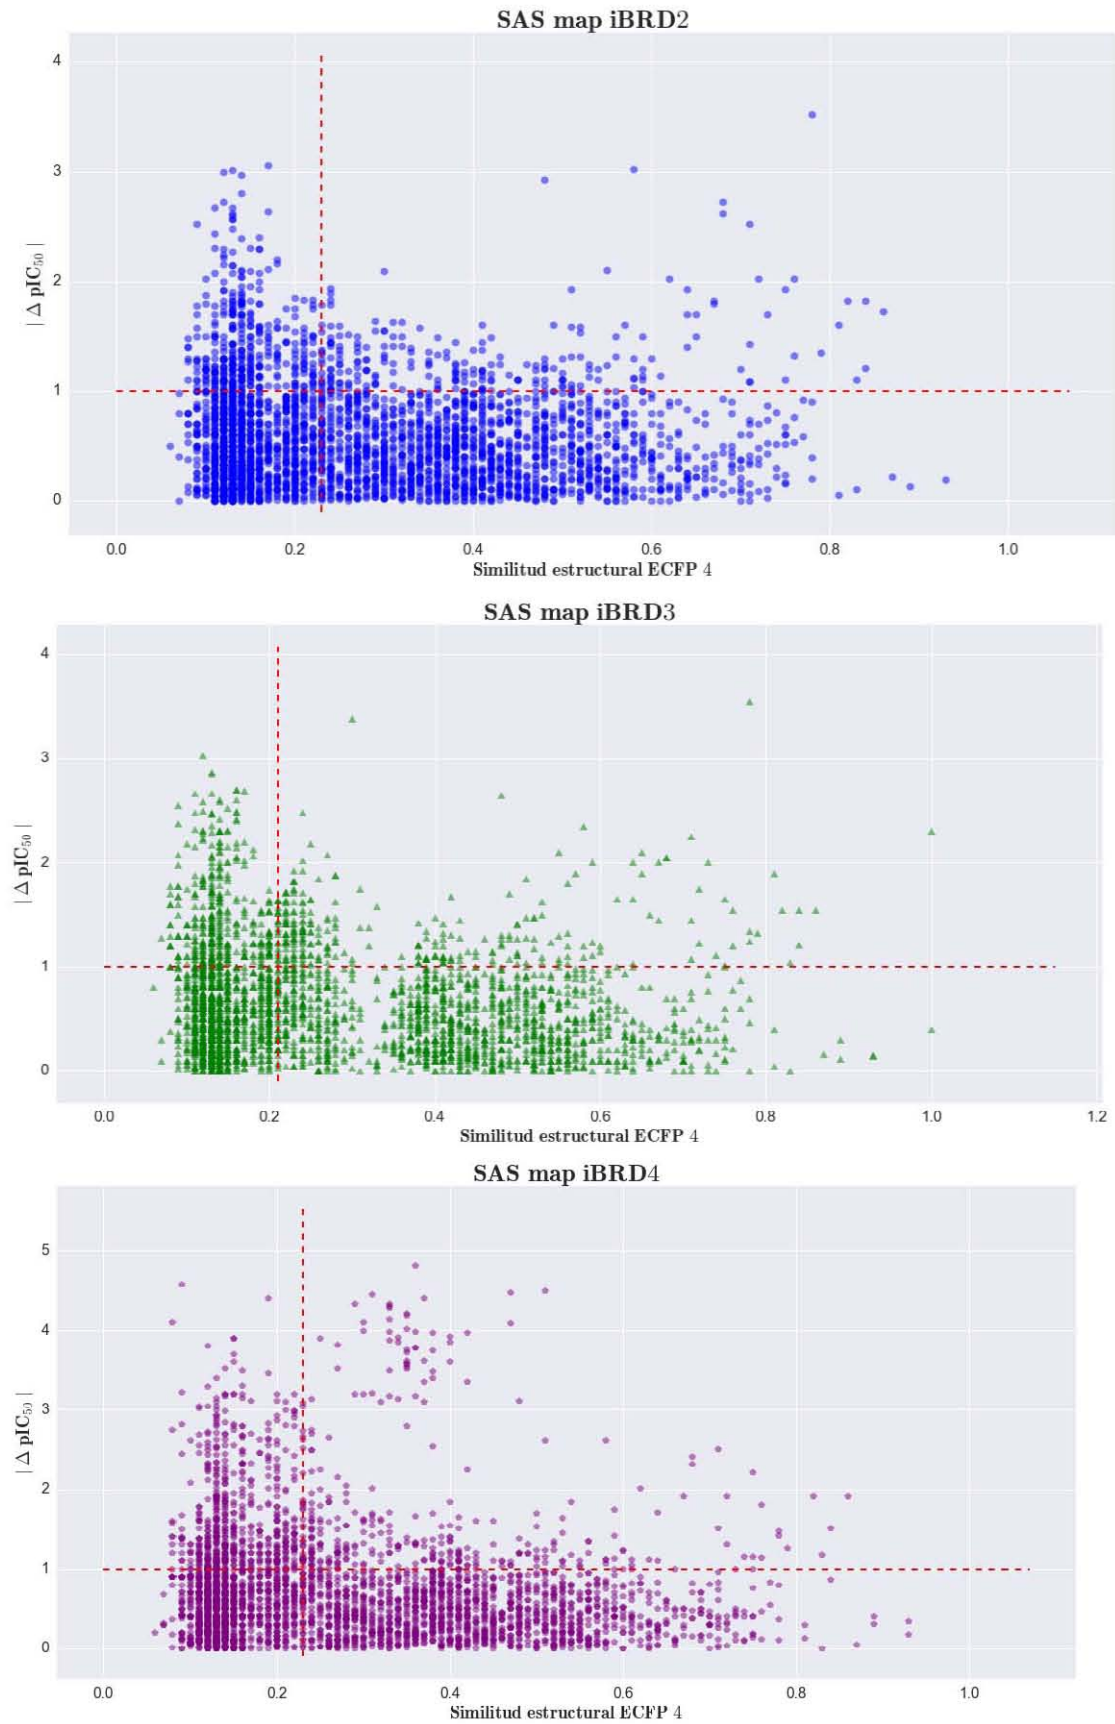 SAS map iBRD2
4
3
| Δ pIC50 |
2
1
0
0.0 0.2 0.4 0.6 0.8 1.0
Similitud estructural ECFP 4
SAS map iBRD3
4
3
| Δ pIC50 |
2
1
0
0.0 0.2 0.4 0.6 0.8 1.0 1.2
Similitud estructural ECFP 4
SAS map iBRD4
5
4
3
| Δ pIC50 |
2
1
0
0.0 0.2 0.4 0.6 0.8 1.0
Similitud estructural ECFP 4